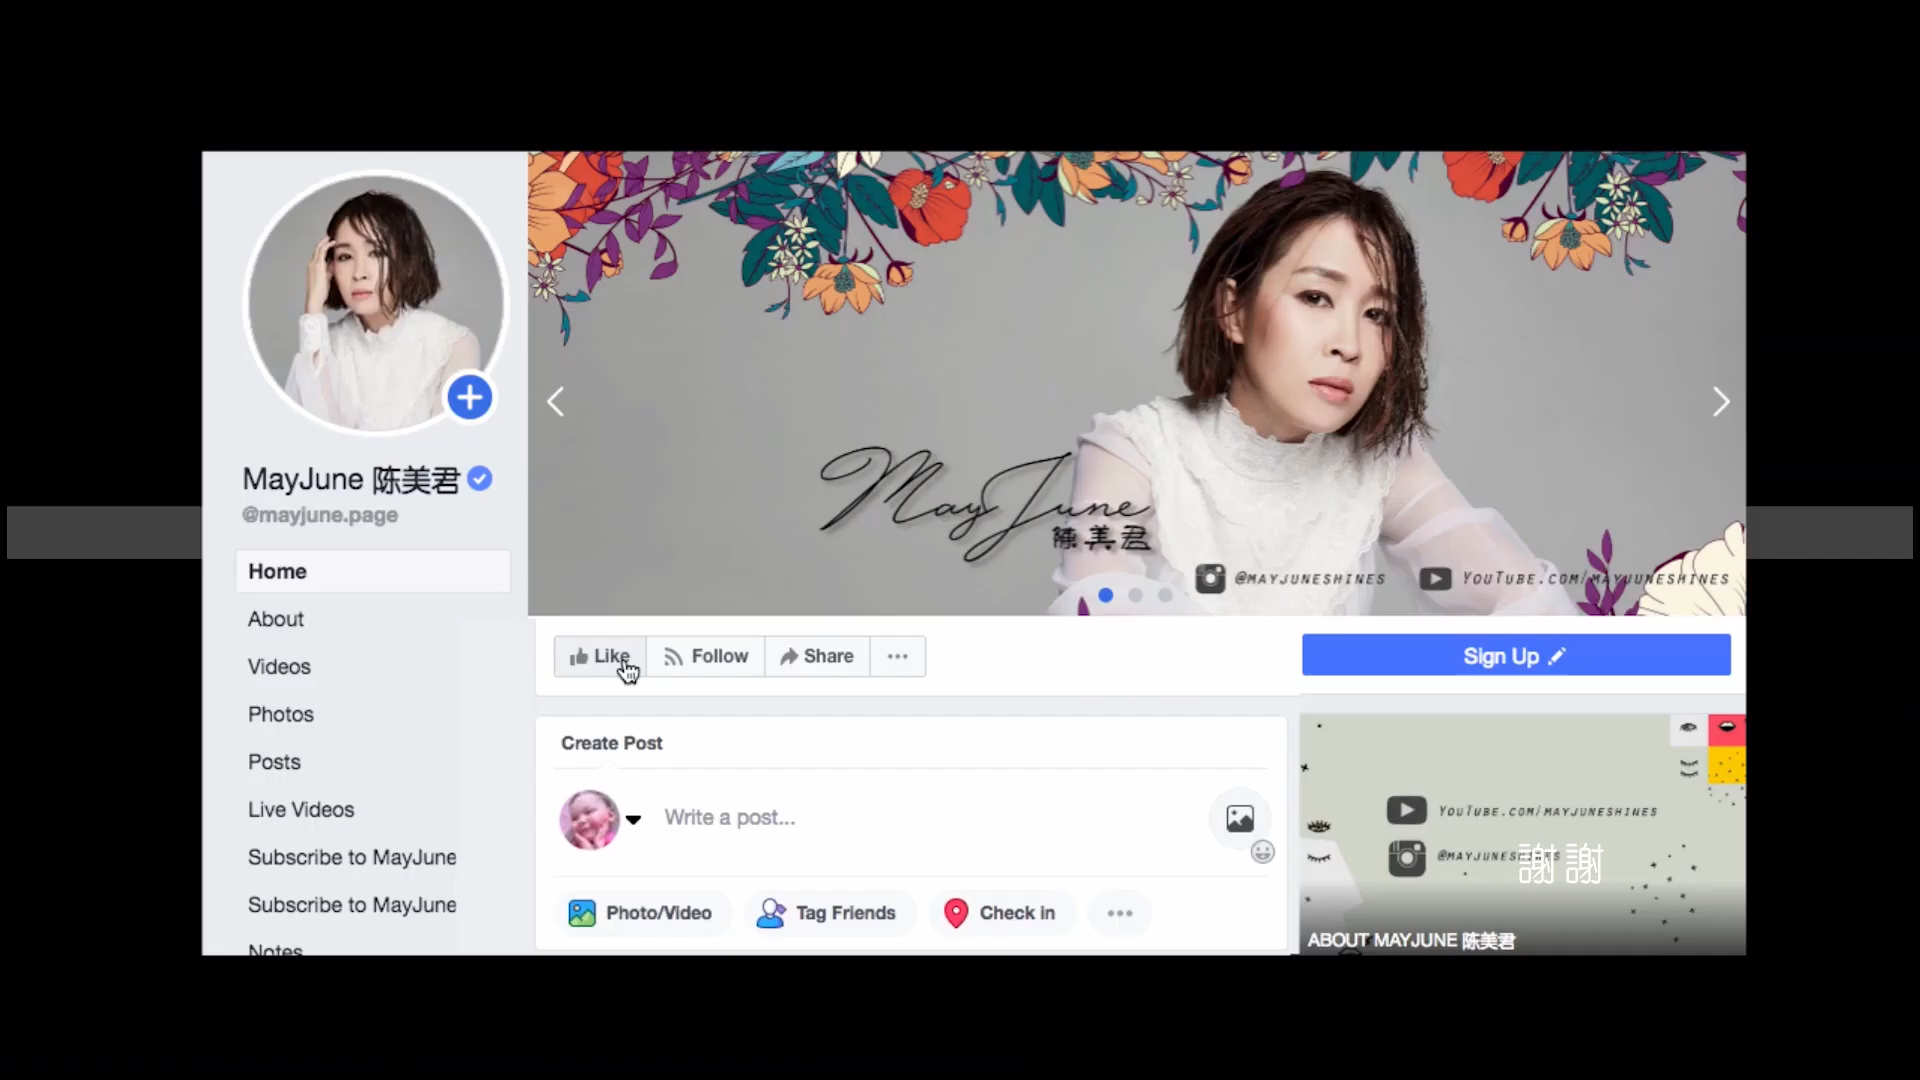 MayJune 陈美君
@mayjune.page
Home
About
Videos
Photos
Posts
Live Videos
Subscribe to MayJune
Subscribe to MayJune
Notes
MayJune
陳美君
@MAYJUNESHINES
YOUTUBE.COM/MAYJUNESHINES
Like
Follow
Share
Sign Up
Create Post
Write a post...
Photo/Video
Tag Friends
Check in
YOUTUBE.COM/MAYJUNESHINES
@MAYJUNESHINES
謝謝
ABOUT MAYJUNE 陈美君